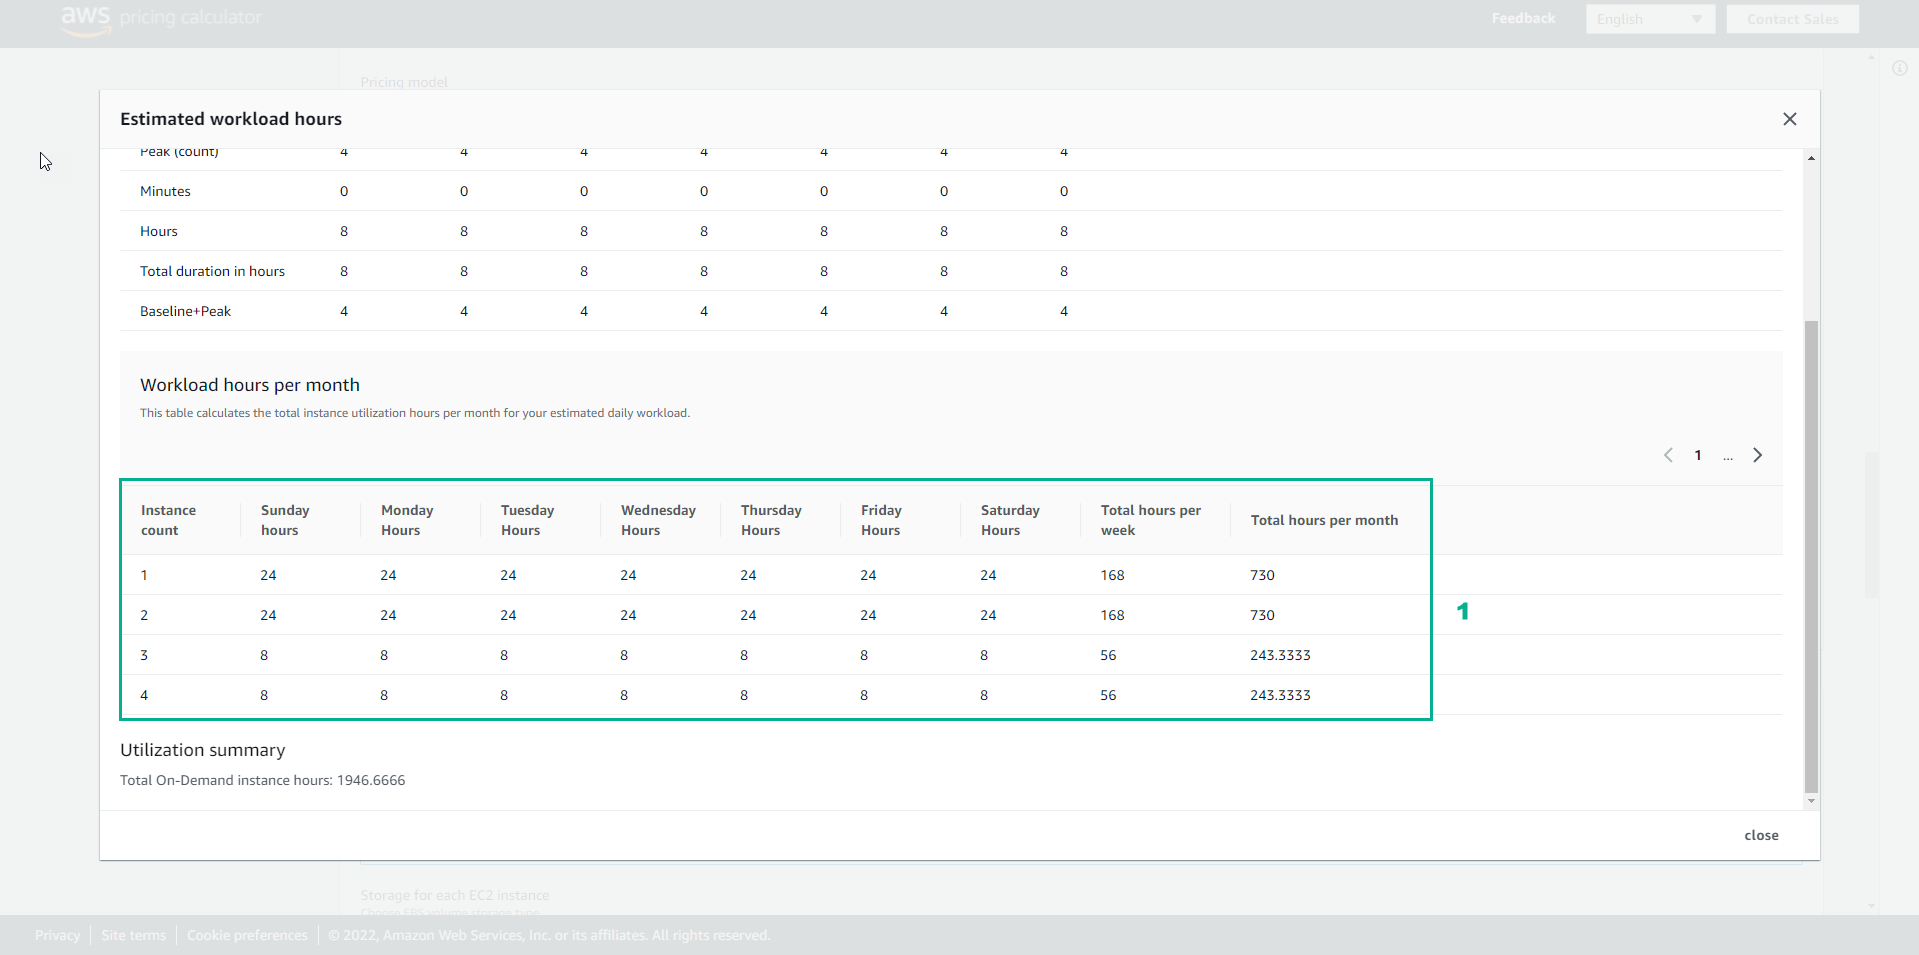 aws pricing calculator
Feedback
English
Contact Sales
Pricing model
Estimated workload hours
Peak (count) 4 4 4 4 4 4 4
Minutes 0 0 0 0 0 0 0
Hours 8 8 8 8 8 8 8
Total duration in hours 8 8 8 8 8 8 8
Baseline+Peak 4 4 4 4 4 4 4
Workload hours per month
This table calculates the total instance utilization hours per month for your estimated daily workload.
1 ...
Instance count Sunday hours Monday Hours Tuesday Hours Wednesday Hours Thursday Hours Friday Hours Saturday Hours Total hours per week Total hours per month
1 24 24 24 24 24 24 24 168 730
2 24 24 24 24 24 24 24 168 730
1
3 8 8 8 8 8 8 8 56 243.3333
4 8 8 8 8 8 8 8 56 243.3333
Utilization summary
Total On-Demand instance hours: 1946.6666
close
Storage for each EC2 instance
Choose EBS volume storage type.
Privacy Site terms Cookie preferences © 2022, Amazon Web Services, Inc. or its affiliates. All rights reserved.